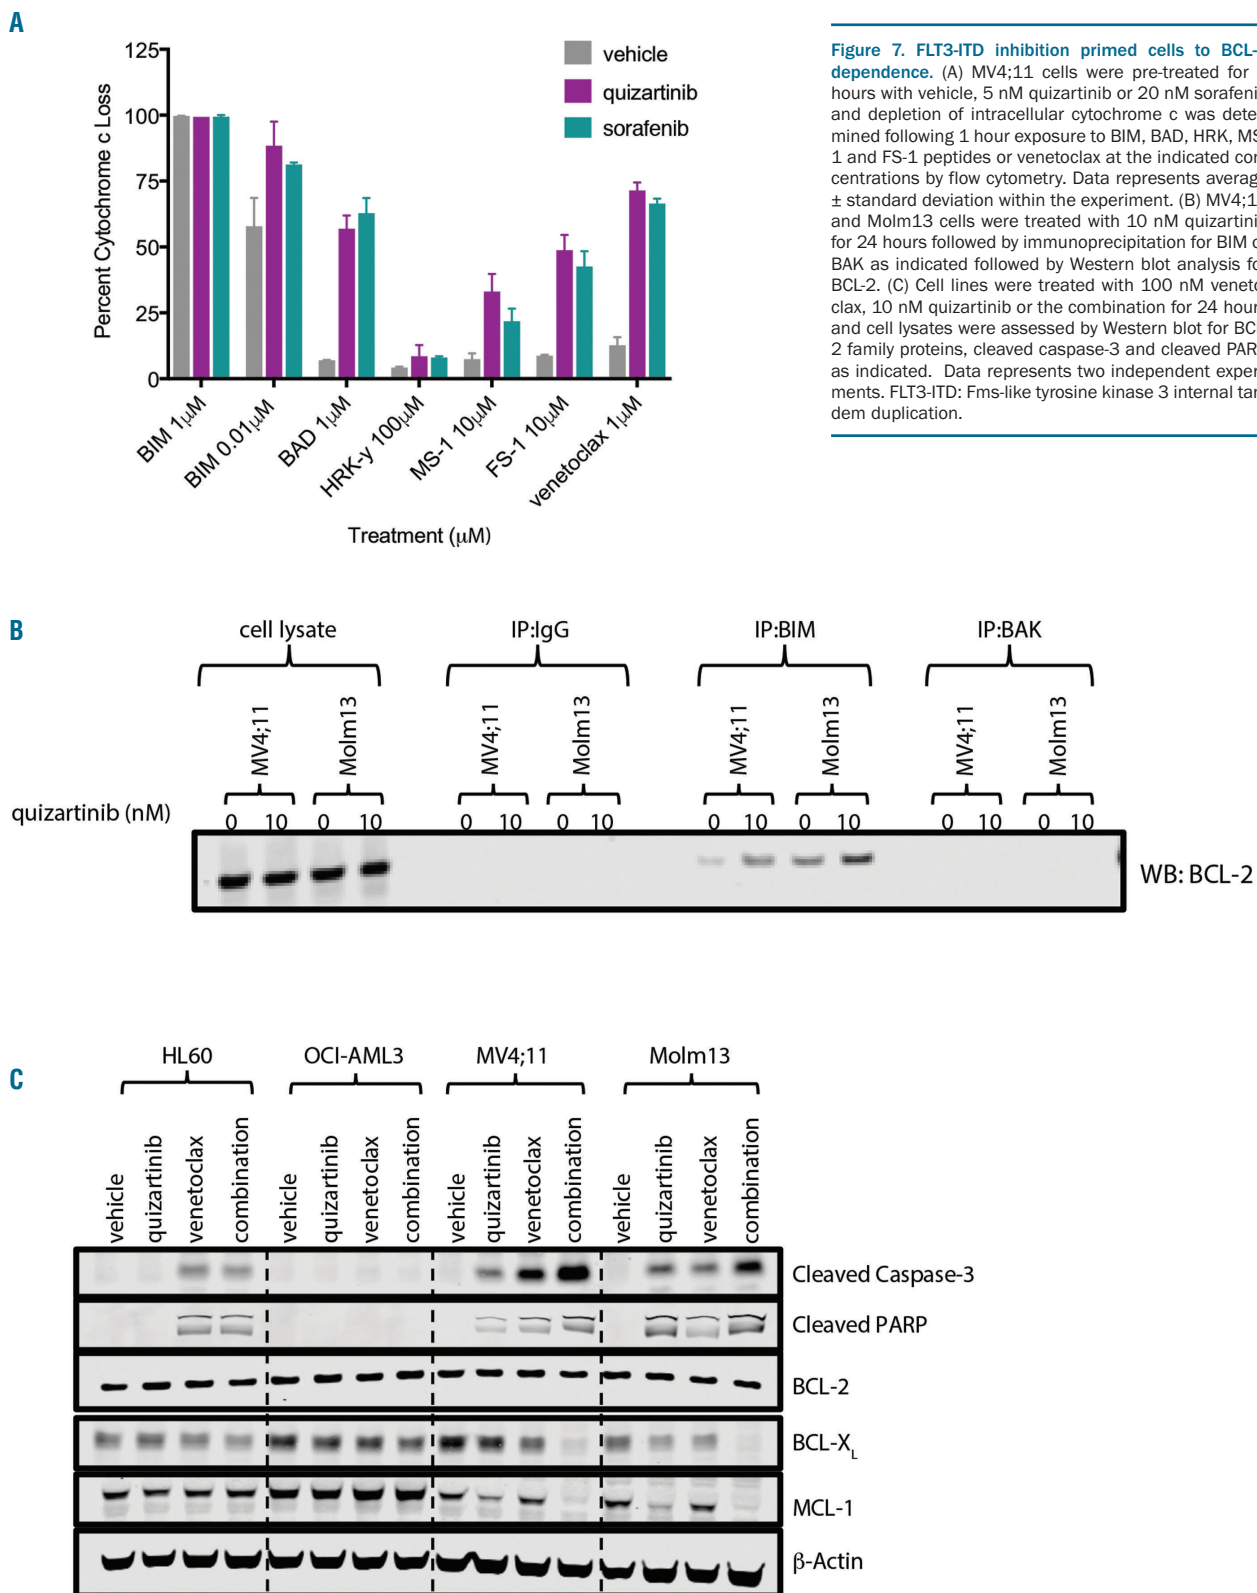 A
125
100
75
50
25
0
Percent Cytochrome c Loss
vehicle
quizartinib
sorafenib
BIM 1μM
BIM 0.01μM
BAD 1μM
HRK-y 100μM
MS-1 10μM
FS-1 10μM
venetoclax 1μM
Treatment (μM)
Figure 7. FLT3-ITD inhibition primed cells to BCL-
dependence. (A) MV4;11 cells were pre-treated for
hours with vehicle, 5 nM quizartinib or 20 nM sorafeni
and depletion of intracellular cytochrome c was deter
mined following 1 hour exposure to BIM, BAD, HRK, MS
1 and FS-1 peptides or venetoclax at the indicated con
centrations by flow cytometry. Data represents averag
± standard deviation within the experiment. (B) MV4;1
and Molm13 cells were treated with 10 nM quizartini
for 24 hours followed by immunoprecipitation for BIM o
BAK as indicated followed by Western blot analysis fo
BCL-2. (C) Cell lines were treated with 100 nM veneto
clax, 10 nM quizartinib or the combination for 24 hour
and cell lysates were assessed by Western blot for BC
2 family proteins, cleaved caspase-3 and cleaved PAR
as indicated. Data represents two independent exper
ments. FLT3-ITD: Fms-like tyrosine kinase 3 internal tan
dem duplication.
B
cell lysate IP:IgG IP:BIM IP:BAK
MV4;11 Molm13 MV4;11 Molm13 MV4;11 Molm13 MV4;11 Molm13
quizartinib (nM) 0 10 0 10 0 10 0 10 0 10 0 10 0 10 0 10
WB: BCL-2
C
HL60 OCI-AML3 MV4;11 Molm13
vehicle quizartinib venetoclax combination vehicle quizartinib venetoclax combination vehicle quizartinib venetoclax combination vehicle quizartinib venetoclax combination
Cleaved Caspase-3
Cleaved PARP
BCL-2
BCL-XL
MCL-1
β-Actin